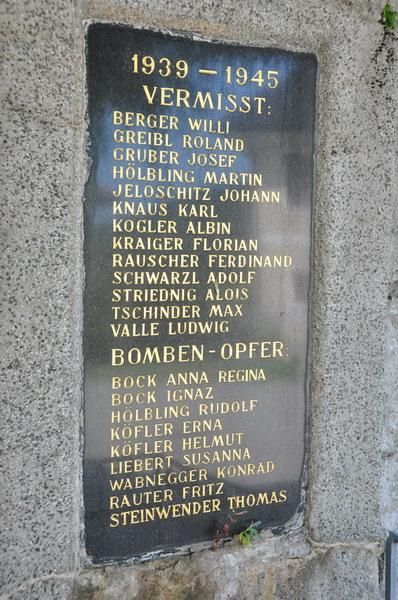 1939 – 1945
VERMISST:
BERGER WILLI
GREIBL ROLAND
GRUBER JOSEF
HÖLBLING MARTIN
JELOSCHITZ JOHANN
KNAUS KARL
KOGLER ALBIN
KRAIGER FLORIAN
RAUSCHER FERDINAND
SCHWARZL ADOLF
STRIEDNIG ALOIS
TSCHINDER MAX
VALLE LUDWIG
BOMBEN-OPFER:
BOCK ANNA REGINA
BOCK IGNAZ
HÖLBLING RUDOLF
KÖFLER ERNA
KÖFLER HELMUT
LIEBERT SUSANNA
WABNEGGER KONRAD
RAUTER FRITZ
STEINWENDER THOMAS